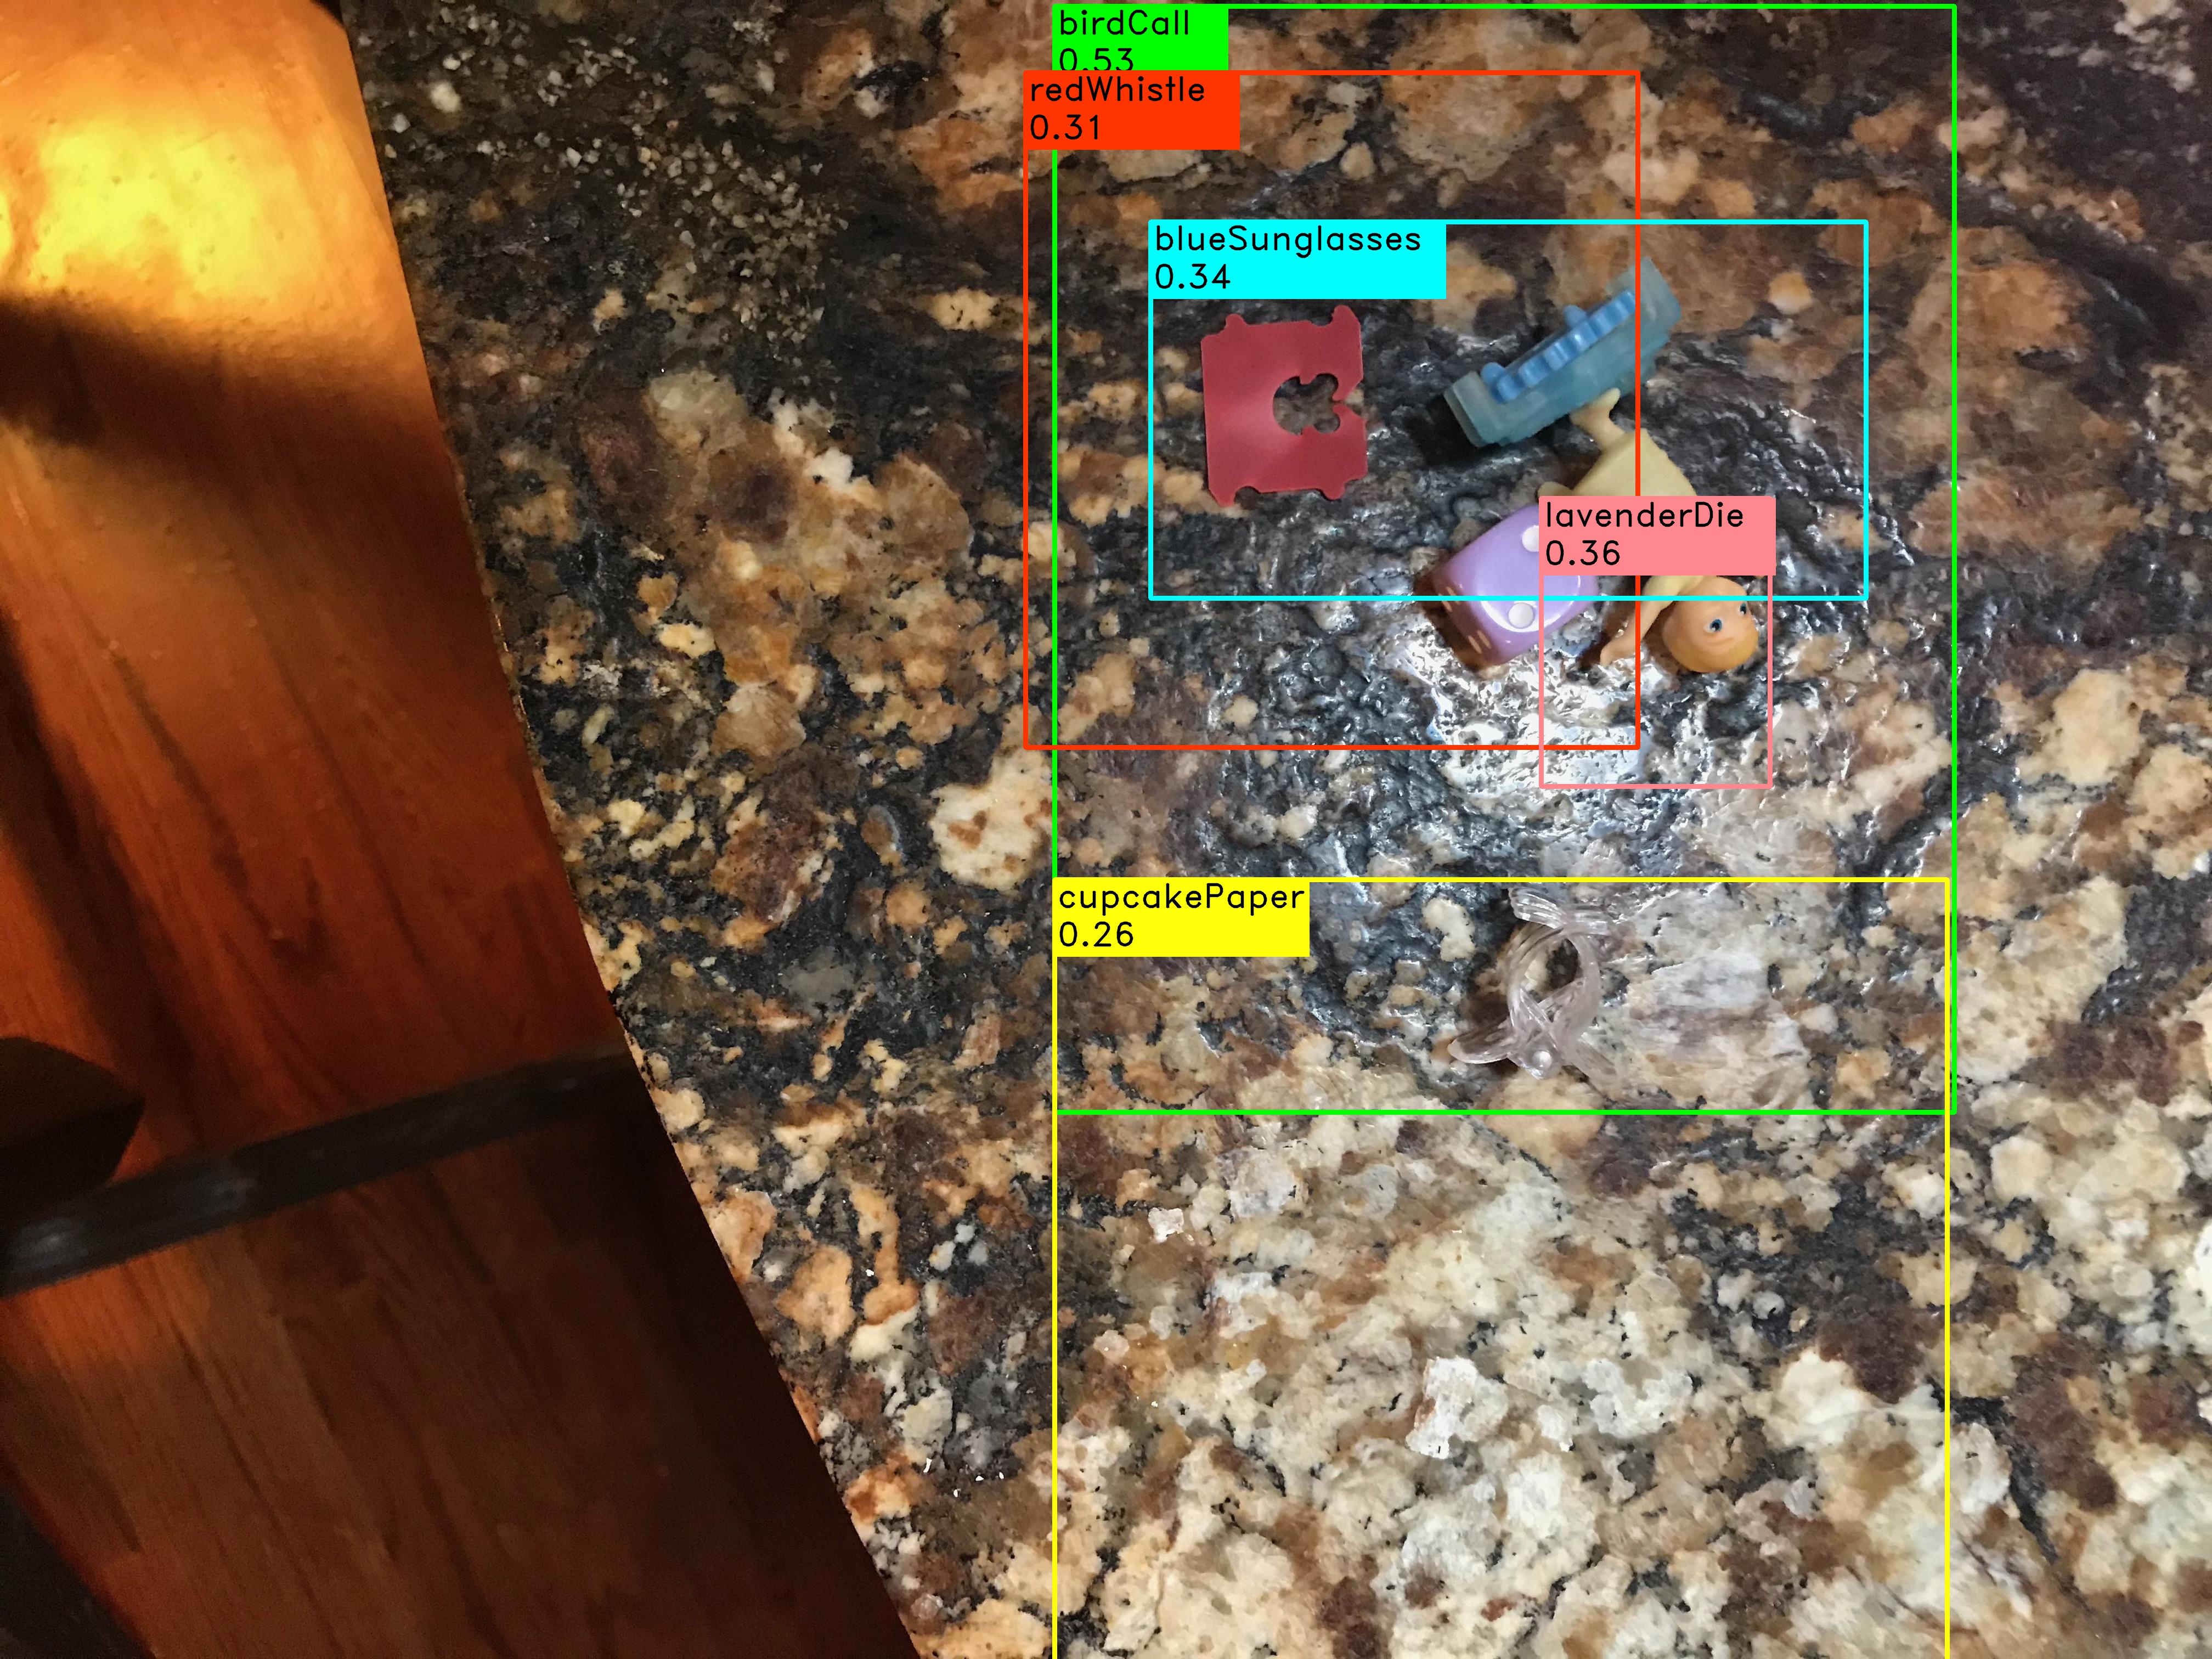 birdCall
0.53
redWhistle
0.31
blueSunglasses
0.34
lavenderDie
0.36
cupcakePaper
0.26